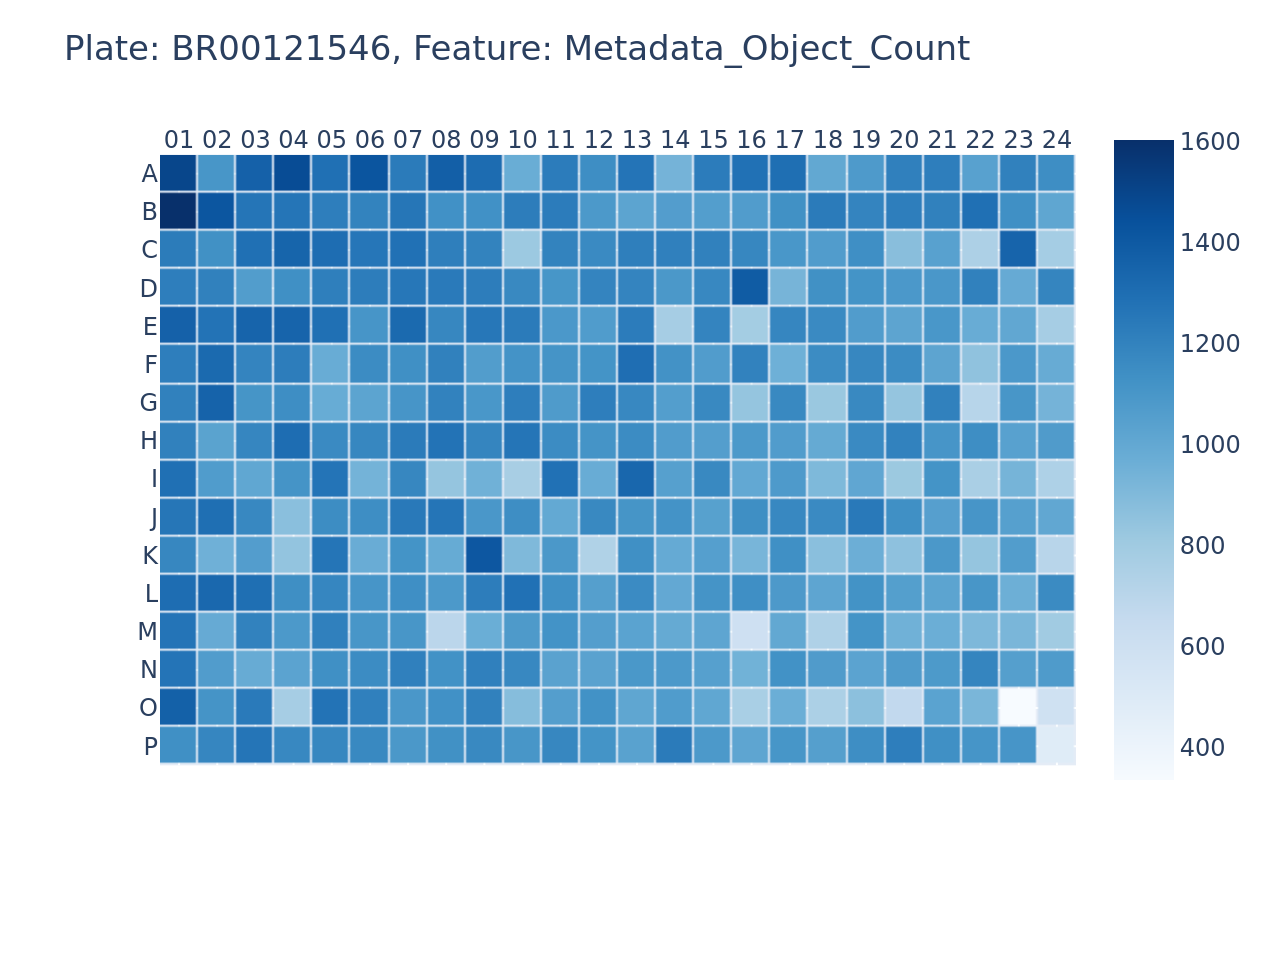 Plate: BR00121546, Feature: Metadata_Object_Count
01 02 03 04 05 06 07 08 09 10 11 12 13 14 15 16 17 18 19 20 21 22 23 24
A
B
C
D
E
F
G
H
I
J
K
L
M
N
O
P
1600
1400
1200
1000
800
600
400